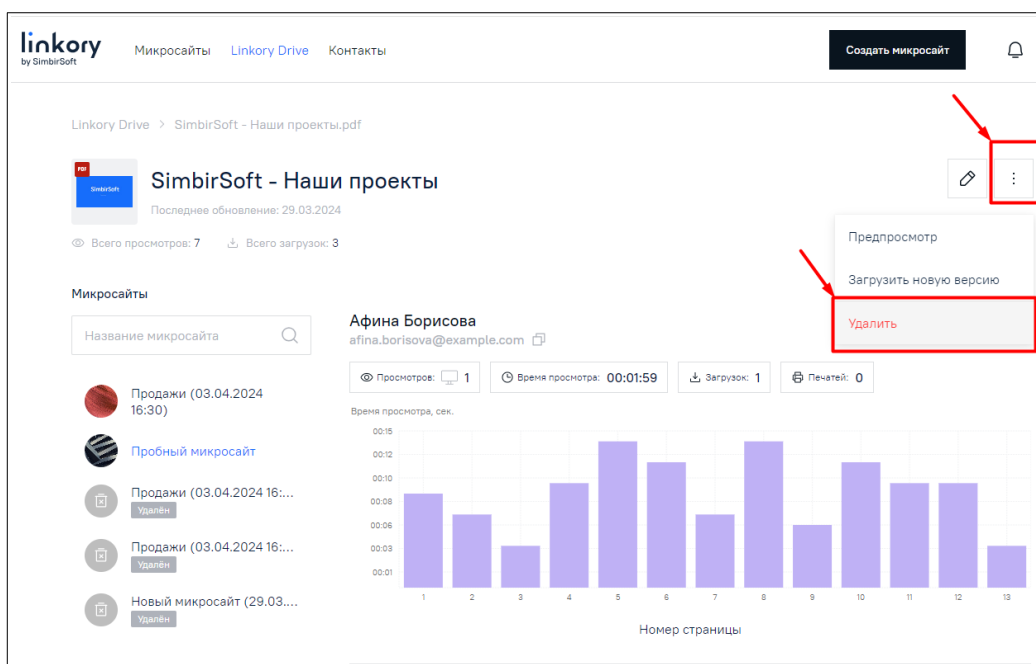 linkory
by SimbirSoft
Микросайты Linkory Drive Контакты
Создать микросайт
Linkory Drive > SimbirSoft - Наши проекты.pdf
PDF
SimbirSoft
SimbirSoft - Наши проекты
Последнее обновление: 29.03.2024
Всего просмотров: 7 Всего загрузок: 3
Предпросмотр
Загрузить новую версию
Удалить
Микросайты
Название микросайта
Продажи (03.04.2024
16:30)
Пробный микросайт
Продажи (03.04.2024 16:...
Удалён
Продажи (03.04.2024 16:...
Удалён
Новый микросайт (29.03....
Удалён
Афина Борисова
afina.borisova@example.com
Просмотров: 1 Время просмотра: 00:01:59 Загрузок: 1 Печатей: 0
Время просмотра, сек.
00:15
00:12
00:10
00:08
00:06
00:03
00:01
1 2 3 4 5 6 7 8 9 10 11 12 13
Номер страницы